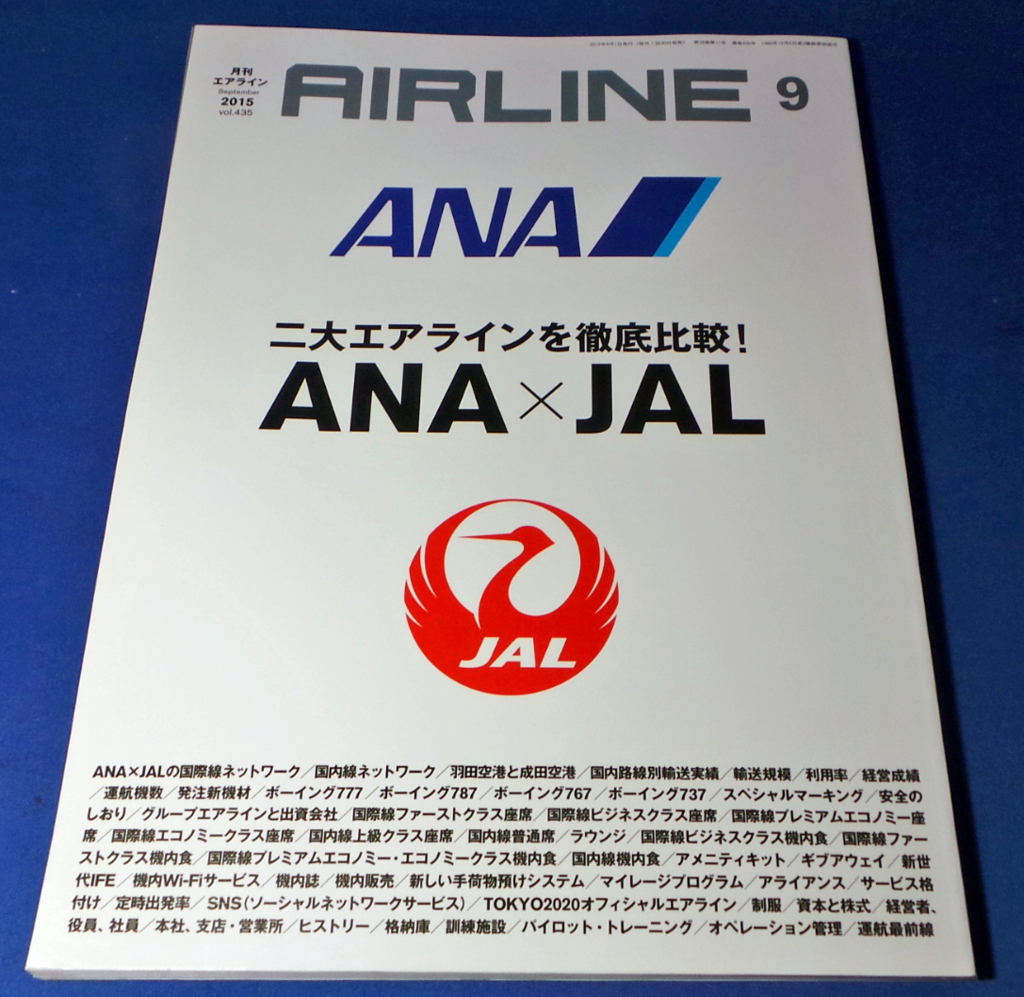 月刊
エアライン
September
2015
vol.435
AIRLINE 9
ANA
二大エアラインを徹底比較!
ANA×JAL
JAL
ANA×JALの国際線ネットワーク/国内線ネットワーク/羽田空港と成田空港/国内路線別輸送実績/輸送規模/利用率/経営成績
/運航機数/発注新機材/ボーイング777/ボーイング787/ボーイング767/ボーイング737/スペシャルマーキング/安全の
しおり/グループエアラインと出資会社/国際線ファーストクラス座席/国際線ビジネスクラス座席/国際線プレミアムエコノミー座
席/国際線エコノミークラス座席/国内線上級クラス座席/国内線普通席/ラウンジ/国際線ビジネスクラス機内食/国際線ファー
ストクラス機内食/国際線プレミアムエコノミー・エコノミークラス機内食/国内線機内食/アメニティキット/ギブアウェイ/新世
代IFE/機内Wi-Fiサービス/機内誌/機内販売/新しい手荷物預けシステム/マイレージプログラム/アライアンス/サービス格
付け/定時出発率/SNS(ソーシャルネットワークサービス)/TOKYO2020オフィシャルエアライン/制服/資本と株式/経営者、
役員、社員/本社、支店・営業所/ヒストリー/格納庫/訓練施設/パイロット・トレーニング/オペレーション管理/運航最前線